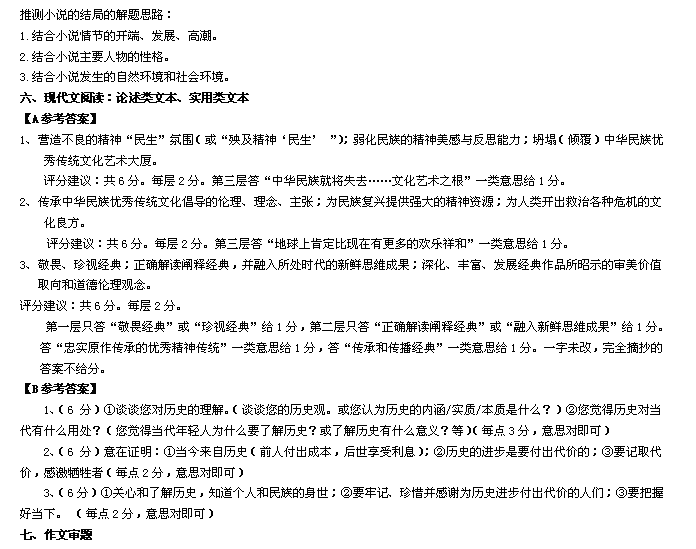 推测小说的结局的解题思路：
1.结合小说情节的开端、发展、高潮。
2.结合小说主要人物的性格。
3.结合小说发生的自然环境和社会环境。
六、现代文阅读：论述类文本、实用类文本
【A参考答案】
1、营造不良的精神“民生”氛围（或“殃及精神‘民生’ ”）；弱化民族的精神美感与反思能力；坍塌（倾覆）中华民族优
秀传统文化艺术大厦。
评分建议：共6分。每层2分。第三层答“中华民族就将失去……文化艺术之根”一类意思给1分。
2、传承中华民族优秀传统文化倡导的伦理、理念、主张；为民族复兴提供强大的精神资源；为人类开出救治各种危机的文
化良方。
评分建议：共6分。每层2分。第三层答“地球上肯定比现在有更多的欢乐祥和”一类意思给1分。
3、敬畏、珍视经典；正确解读阐释经典，并融入所处时代的新鲜思维成果；深化、丰富、发展经典作品所昭示的审美价值
取向和道德伦理观念。
评分建议：共6分。每层2分。
第一层只答“敬畏经典”或“珍视经典”给1分，第二层只答“正确解读阐释经典”或“融入新鲜思维成果”给1分。
答“忠实原作传承的优秀精神传统”一类意思给1分，答“传承和传播经典”一类意思给1分。一字未改，完全摘抄的
答案不给分。
【B参考答案】
1、（6 分）①谈谈您对历史的理解。（谈谈您的历史观。或您认为历史的内涵/实质/本质是什么？）②您觉得历史对当
代有什么用处？（您觉得当代年轻人为什么要了解历史？或了解历史有什么意义？等）（每点3分，意思对即可）
2、（6 分）意在证明：①当今来自历史（前人付出成本，后世享受利息）；②历史的进步是要付出代价的；③要记取代
价，感激牺牲者（每点2分，意思对即可）
3、（6分）①关心和了解历史，知道个人和民族的身世；②要牢记、珍惜并感谢为历史进步付出代价的人们；③要把握
好当下。 （每点2分，意思对即可）
七、作文审题